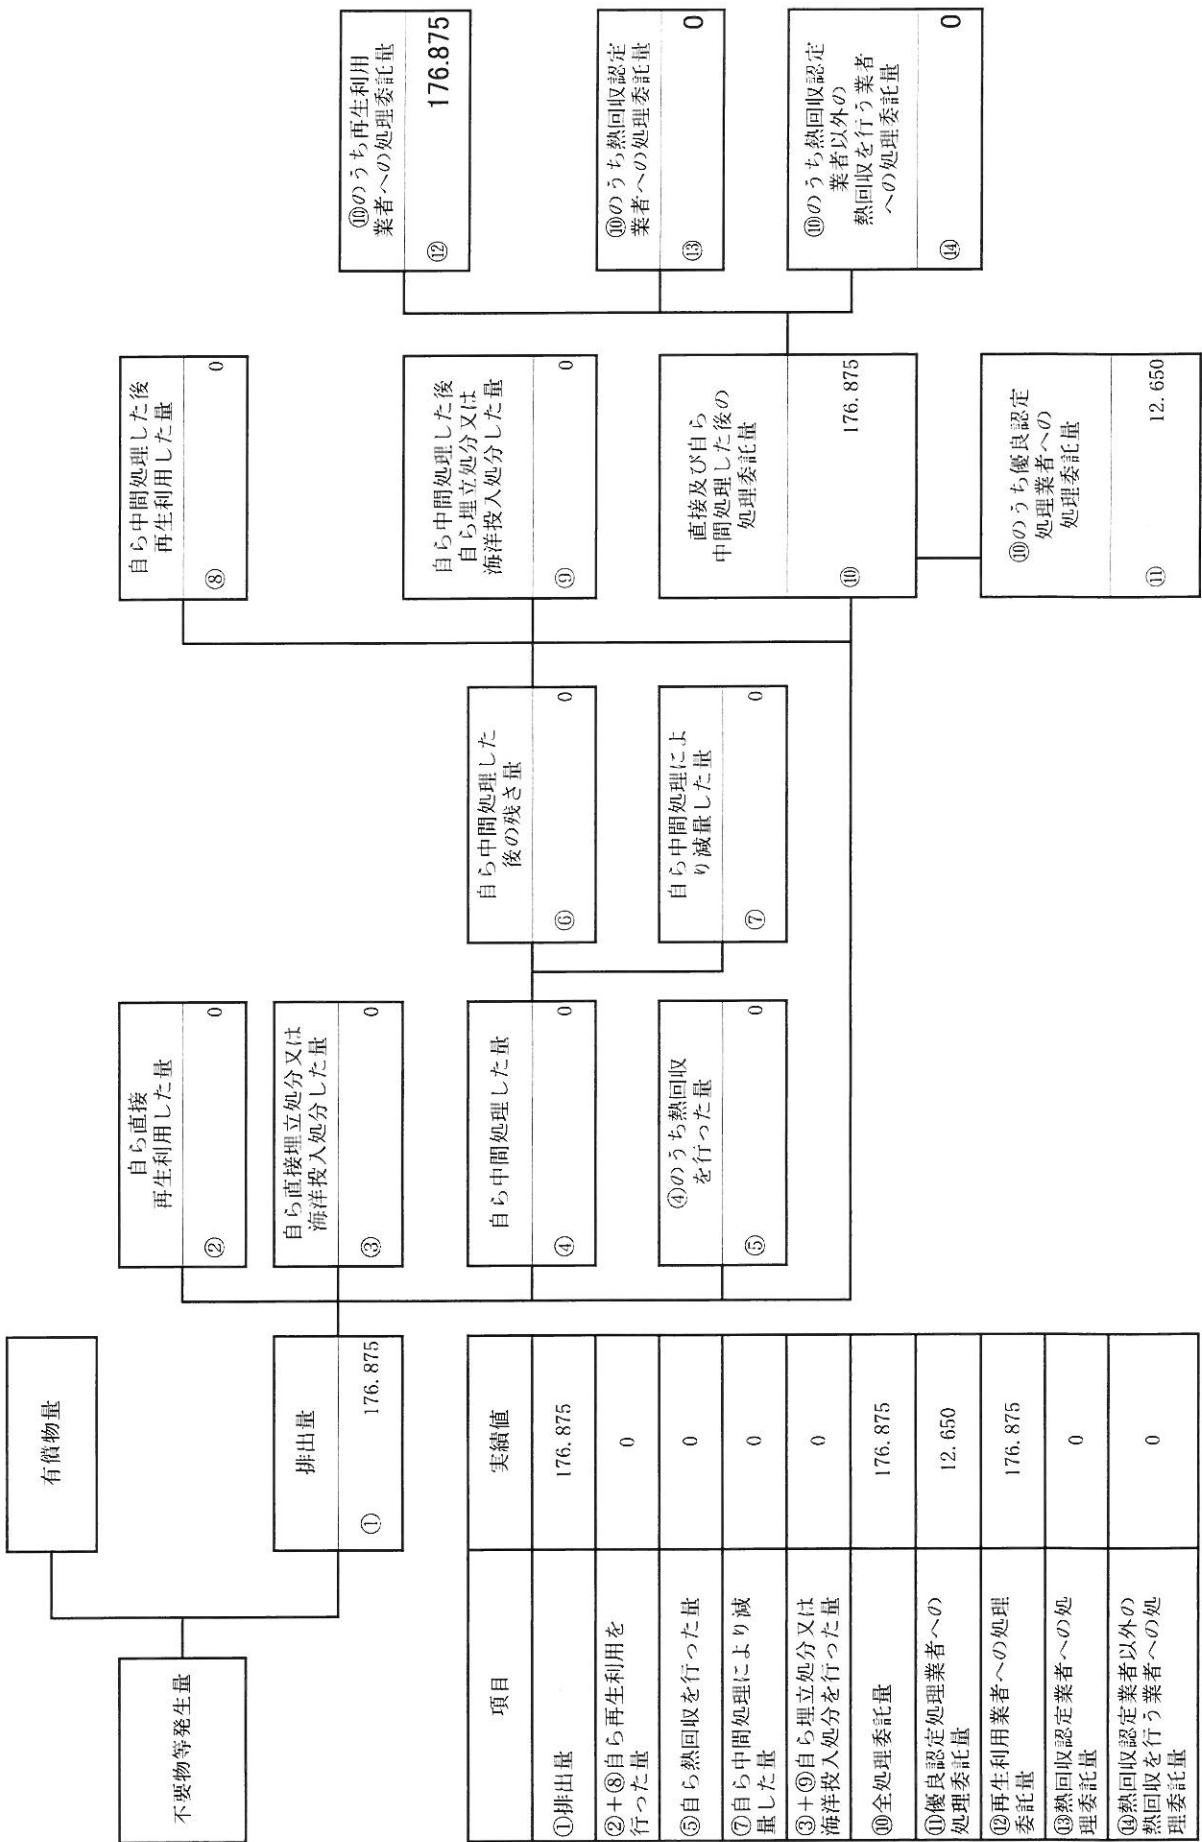 不要物等発生量
有償物量
排出量
① 176.875
自ら直接
再生利用した量
② 0
自ら直接埋立処分又は
海洋投入処分した量
③ 0
自ら中間処理した量
④ 0
④のうち熱回収
を行った量
⑤ 0
自ら中間処理した
後の残さ量
⑥ 0
自ら中間処理によ
り減量した量
⑦ 0
自ら中間処理した後
再生利用した量
⑧ 0
自ら中間処理した後
自ら埋立処分又は
海洋投入処分した量
⑨ 0
直接及び自ら
中間処理した後の
処理委託量
⑩ 176.875
⑩のうち優良認定
処理業者への
処理委託量
⑪ 12.650
⑩のうち再生利用
業者への処理委託量
⑫ 176.875
⑩のうち熱回収認定
業者への処理委託量
⑬ 0
⑩のうち熱回収認定
業者以外の
熱回収を行う業者
への処理委託量
⑭ 0
項目 実績値
①排出量 176.875
②+⑧自ら再生利用を
行った量 0
⑤自ら熱回収を行った量 0
⑦自ら中間処理により減
量した量 0
③+⑨自ら埋立処分又は
海洋投入処分を行った量 0
⑩全処理委託量 176.875
⑪優良認定処理業者への
処理委託量 12.650
⑫再生利用業者への処理
委託量 176.875
⑬熱回収認定業者への処
理委託量 0
⑭熱回収認定業者以外の
熱回収を行う業者への処
理委託量 0